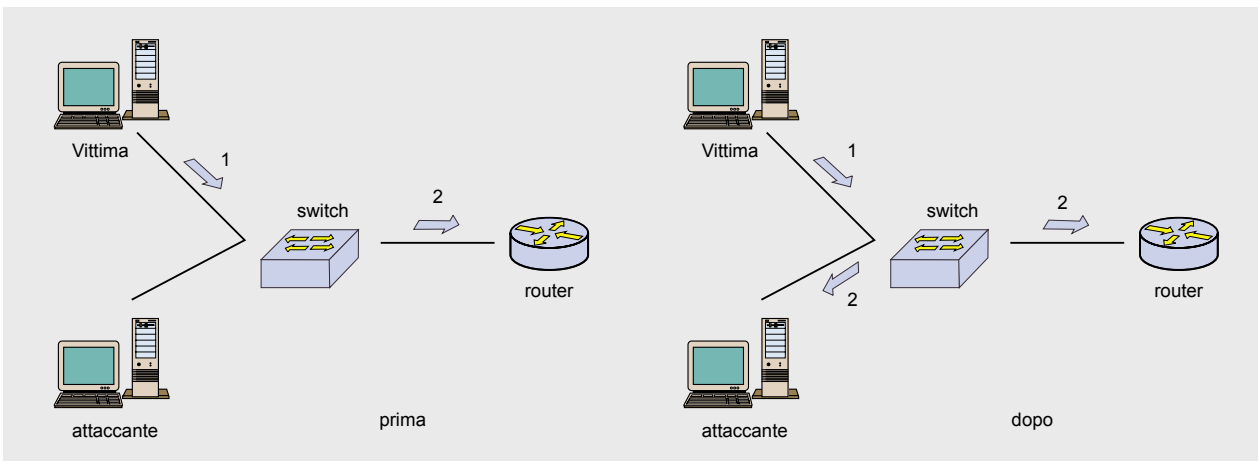 Vittima
1
switch
2
router
attaccante
prima
Vittima
1
switch
2
2
router
attaccante
dopo